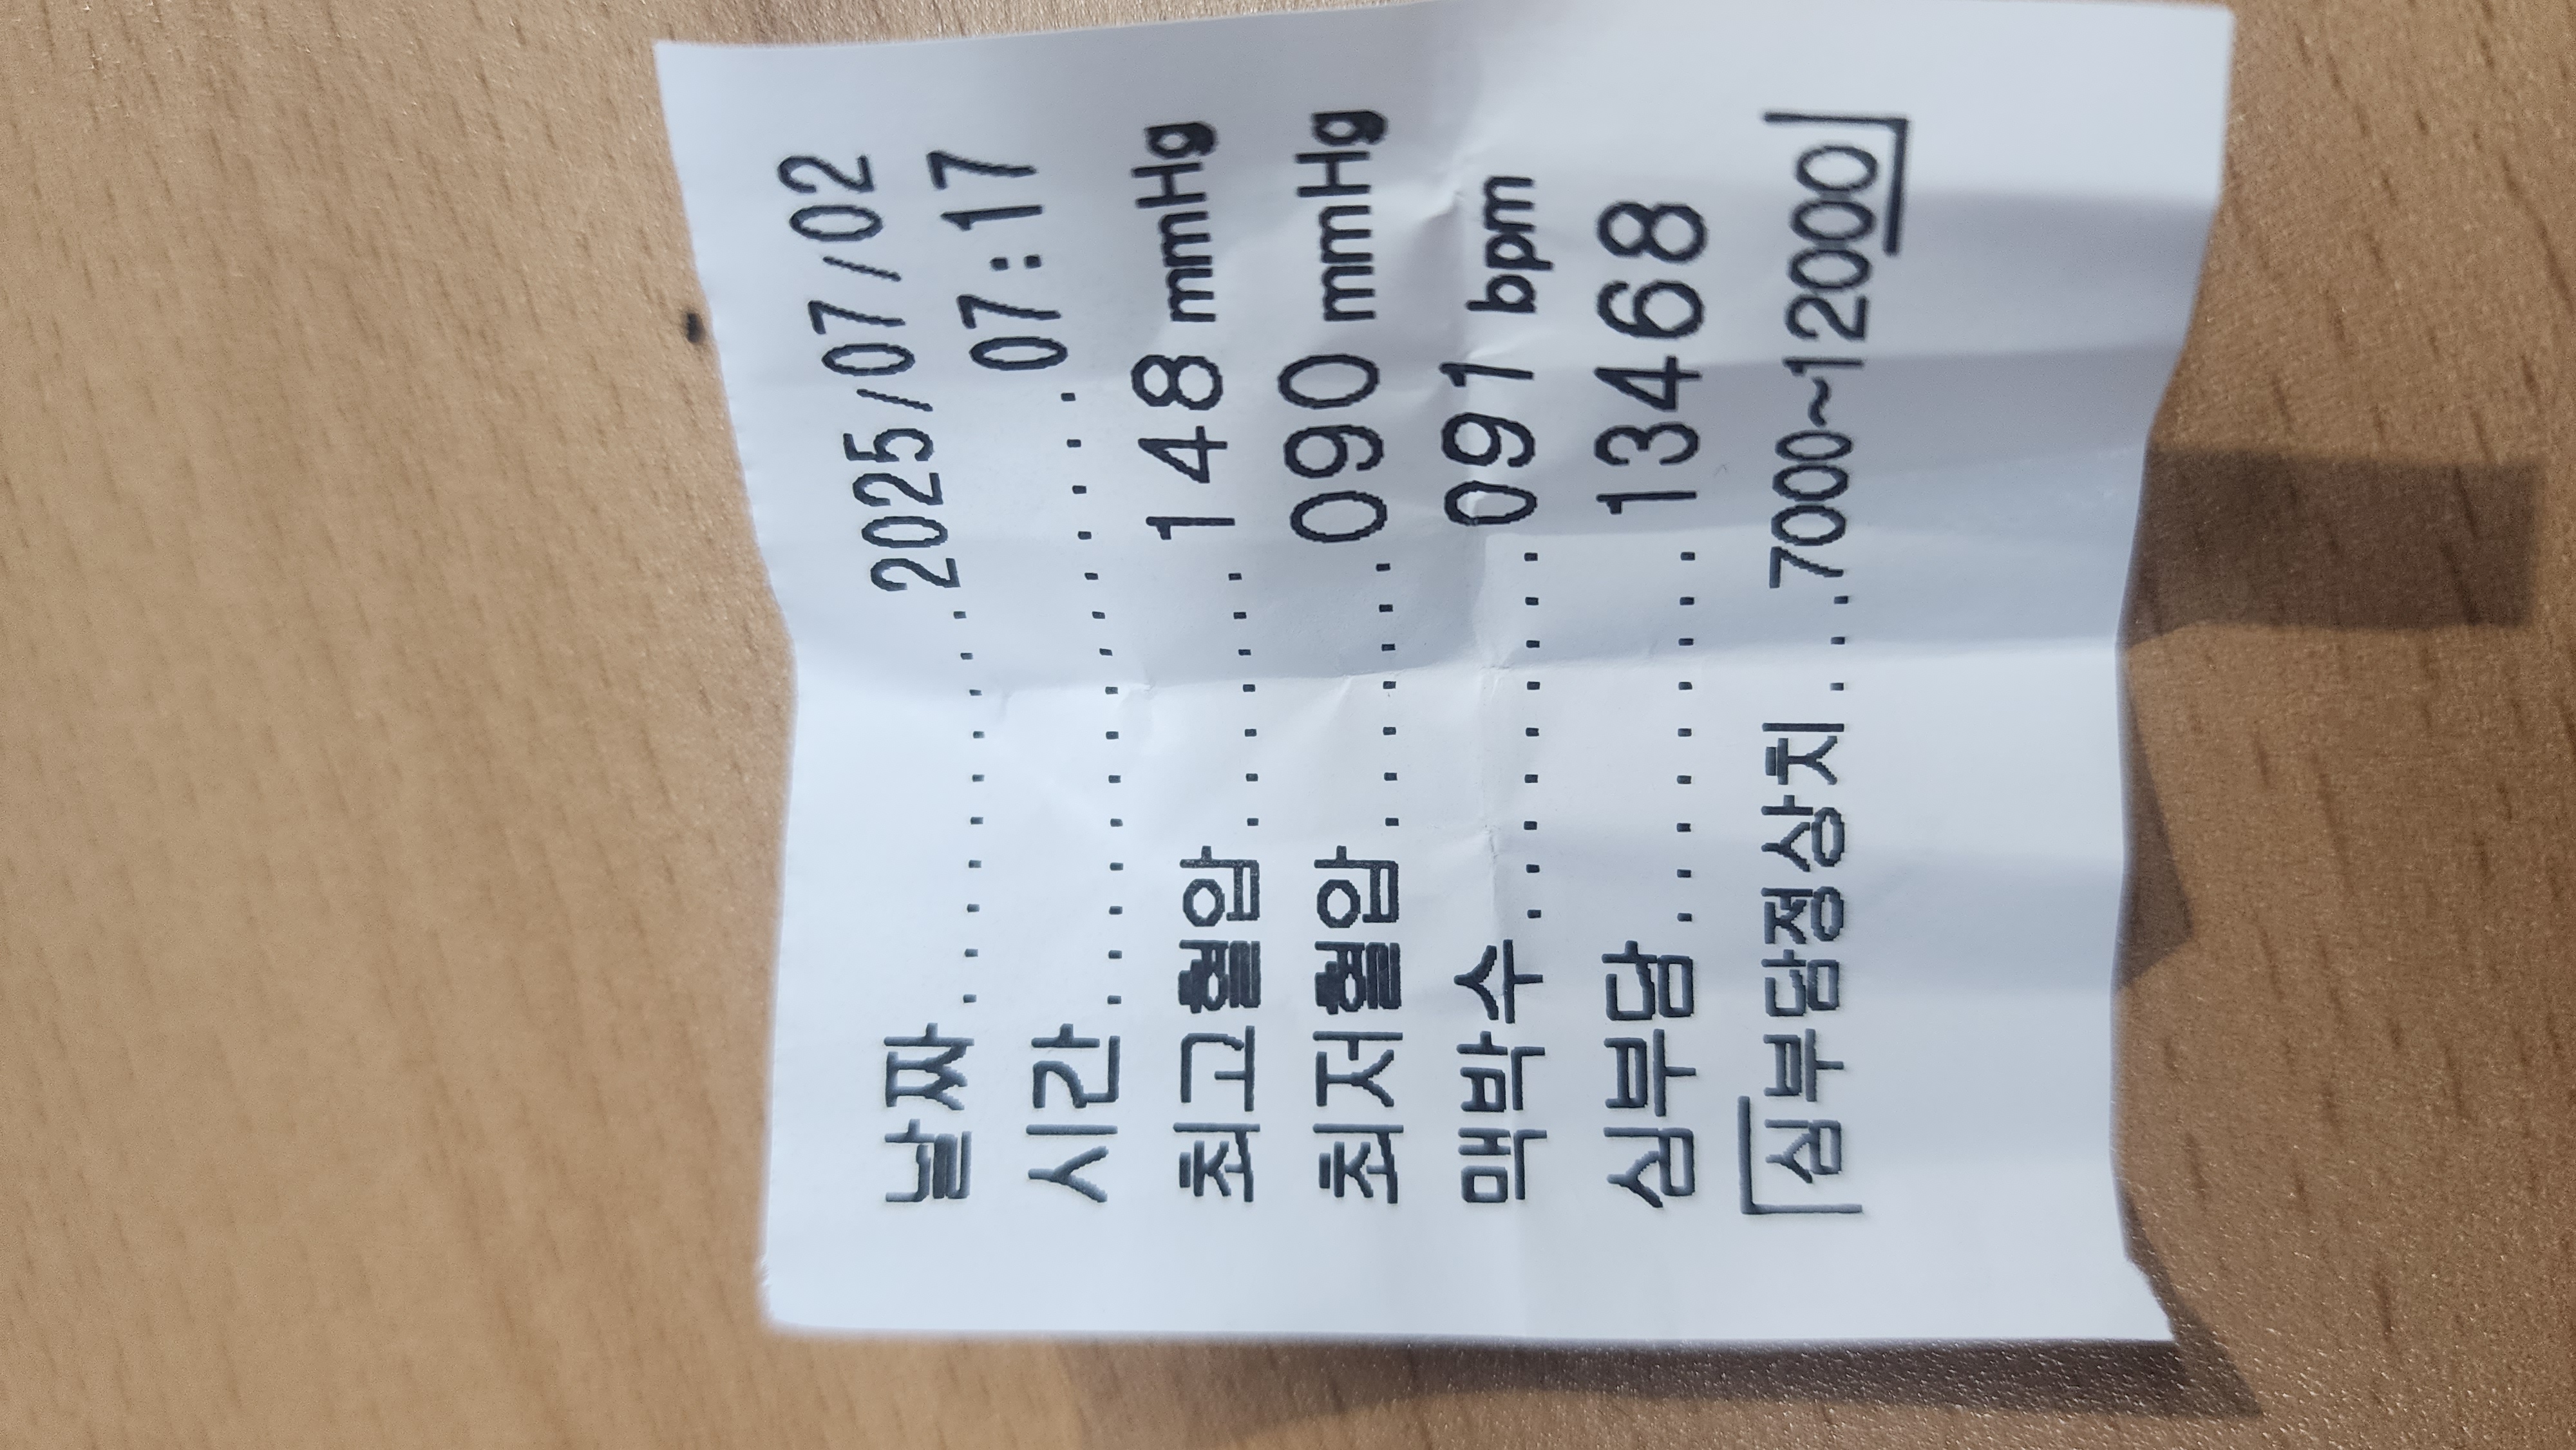 날짜.............. 2025/07/02
시간................ 07:17
최고혈압....... 148 mmHg
최저혈압....... 090 mmHg
맥박수......... 091 bpm
심부담......... 13468
[심부담정상치....7000~12000]